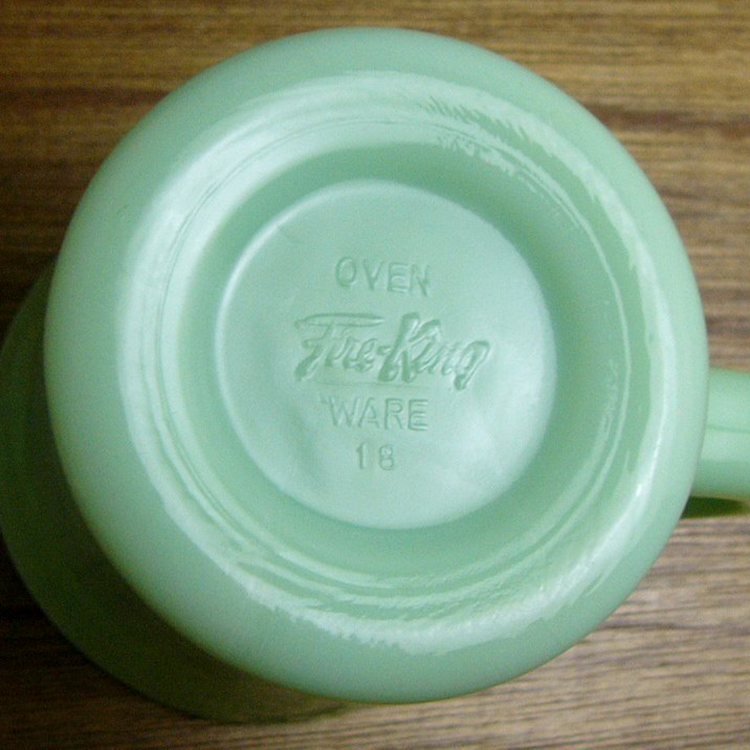 OVEN
Fire-King
WARE
18